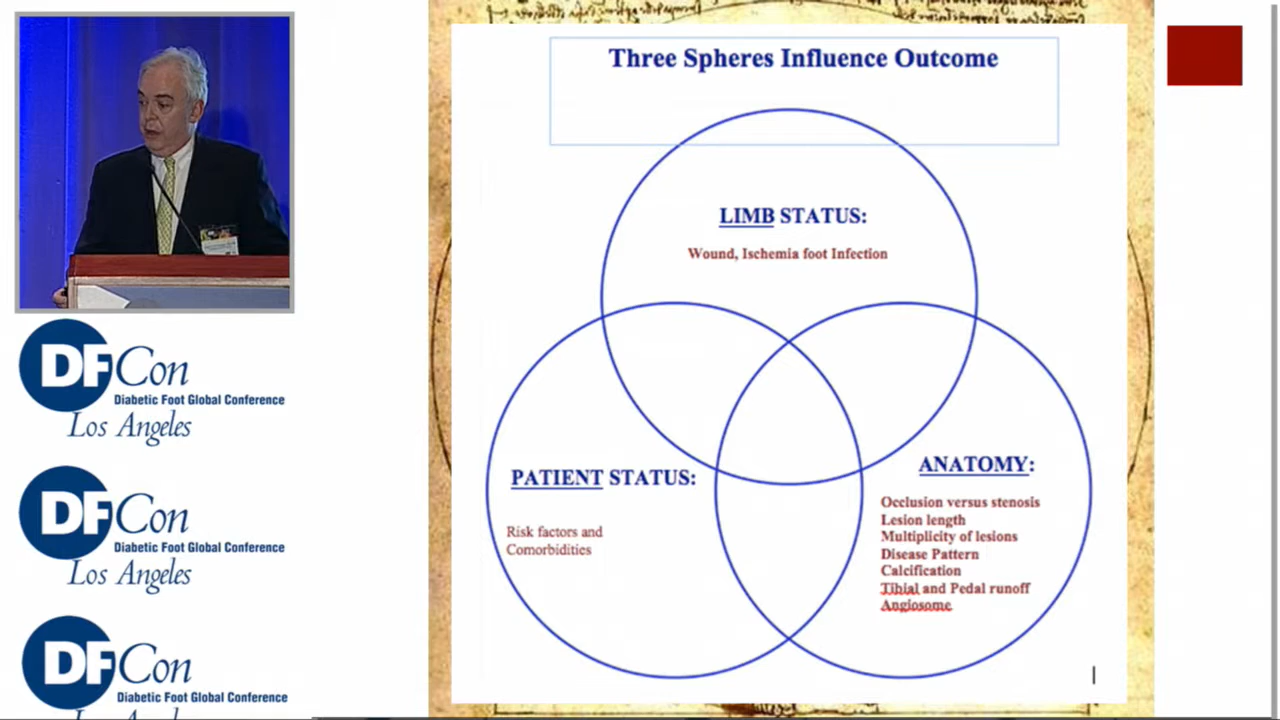 Three Spheres Influence Outcome
LIMB STATUS:
Wound, Ischemia foot Infection
PATIENT STATUS:
Risk factors and
Comorbidities
ANATOMY:
Occlusion versus stenosis
Lesion length
Multiplicity of lesions
Disease Pattern
Calcification
Tibial and Pedal runoff
Angiosome
DFCon
Diabetic Foot Global Conference
Los Angeles
DFCon
Diabetic Foot Global Conference
Los Angeles
DFCon
Diabetic Foot Global Conference